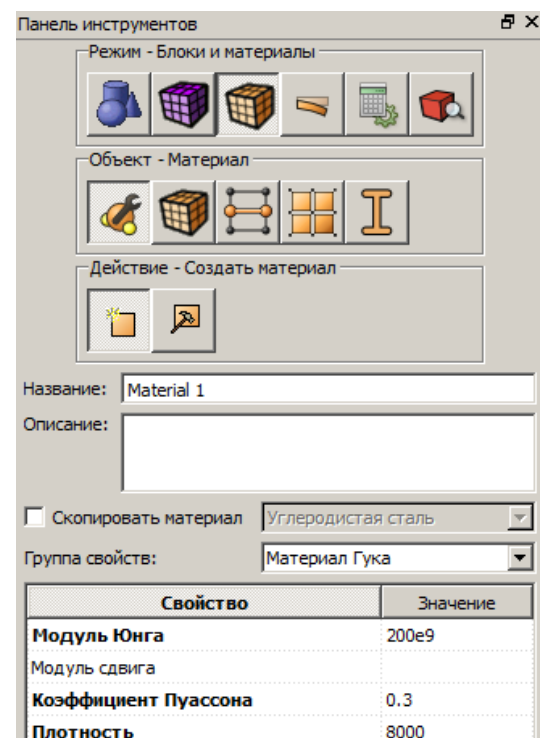 Панель инструментов
Режим - Блоки и материалы
Объект - Материал
Действие - Создать материал
Название: Material 1
Описание:
Скопировать материал Углеродистая сталь
Группа свойств: Материал Гука
Свойство Значение
Модуль Юнга 200e9
Модуль сдвига
Коэффициент Пуассона 0.3
Плотность 8000